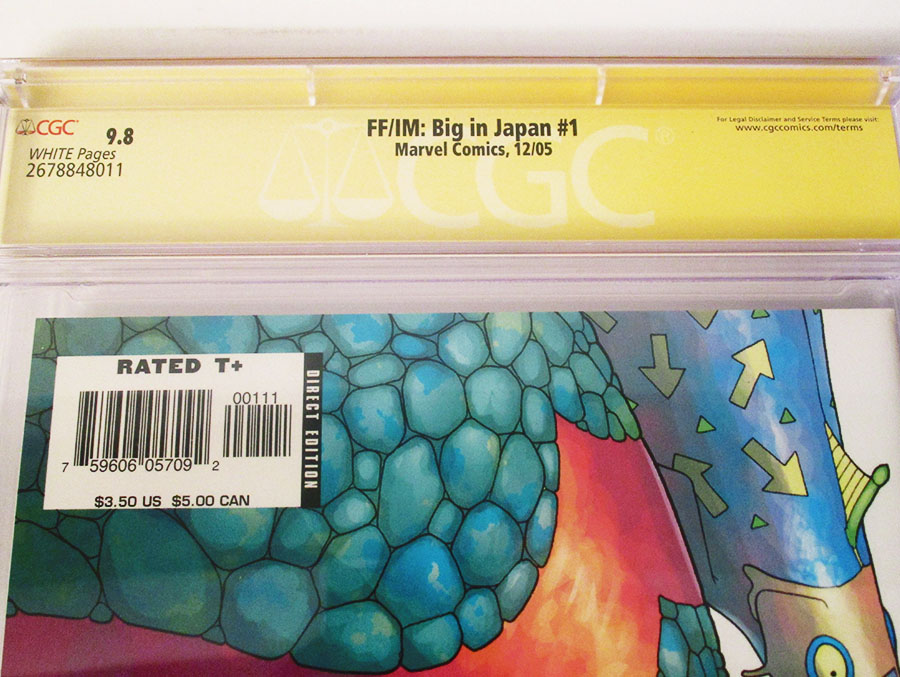 CGC
9.8
WHITE Pages
2678848011
FF/IM: Big in Japan #1
Marvel Comics, 12/05
For Legal Disclaimer and Service Terms please visit:
www.cgccomics.com/terms
CGC®
RATED T+
DIRECT EDITION
00111
7 59606 05709 2
$3.50 US $5.00 CAN